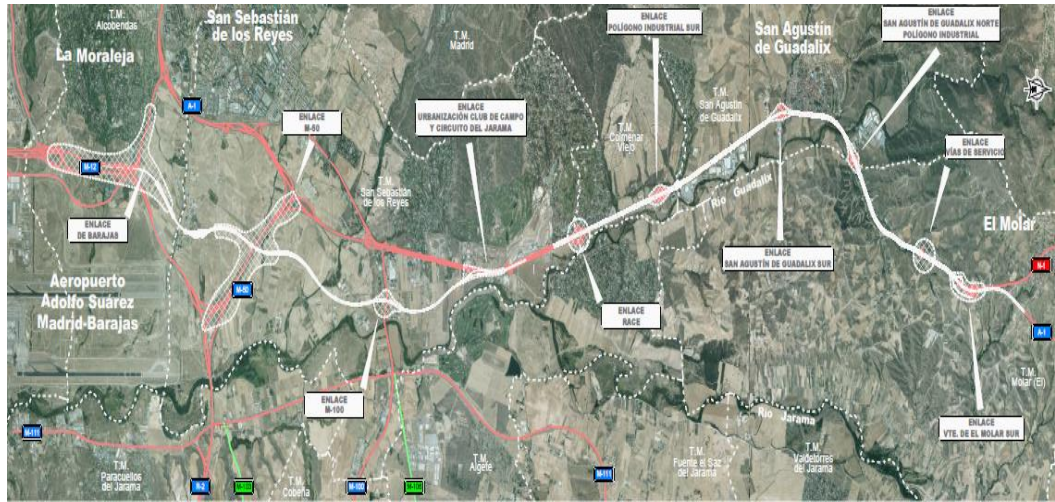 T.M.
Alcobendas
La Moraleja
San Sebastián
de los Reyes
T.M.
Madrid
ENLACE
POLÍGONO INDUSTRIAL SUR
San Agustín
de Guadalix
ENLACE
SAN AGUSTÍN DE GUADALIX NORTE
POLÍGONO INDUSTRIAL
A-1
ENLACE
M-50
ENLACE
URBANIZACIÓN CLUB DE CAMPO
Y CIRCUITO DEL JARAMA
T.M.
San Agustín
de Guadalix
T.M.
Colmenar
Viejo
ENLACE
VÍAS DE SERVICIO
M-12
T.M.
San Sebastián
de los Reyes
Río Guadalix
El Molar
ENLACE
DE BARAJAS
ENLACE
SAN AGUSTÍN DE GUADALIX SUR
N-1
Aeropuerto
Adolfo Suárez
Madrid-Barajas
M-50
ENLACE
RACE
A-1
T.M.
Molar (El)
ENLACE
M-100
Río Jarama
ENLACE
VTE. DE EL MOLAR SUR
M-111
T.M.
Paracuellos
del Jarama
T.M.
Cobeña
T.M.
Algete
T.M.
Fuente el Saz
del Jarama
T.M.
Valdetorres
del Jarama
R-2
M-100
M-106
M-111